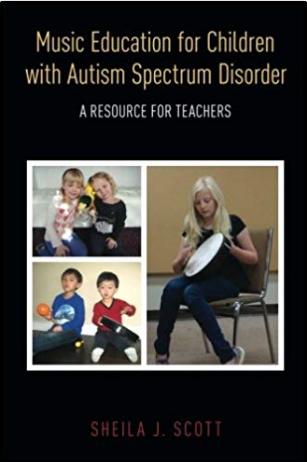 Music Education for Children
with Autism Spectrum Disorder
A RESOURCE FOR TEACHERS
SHEILA J. SCOTT